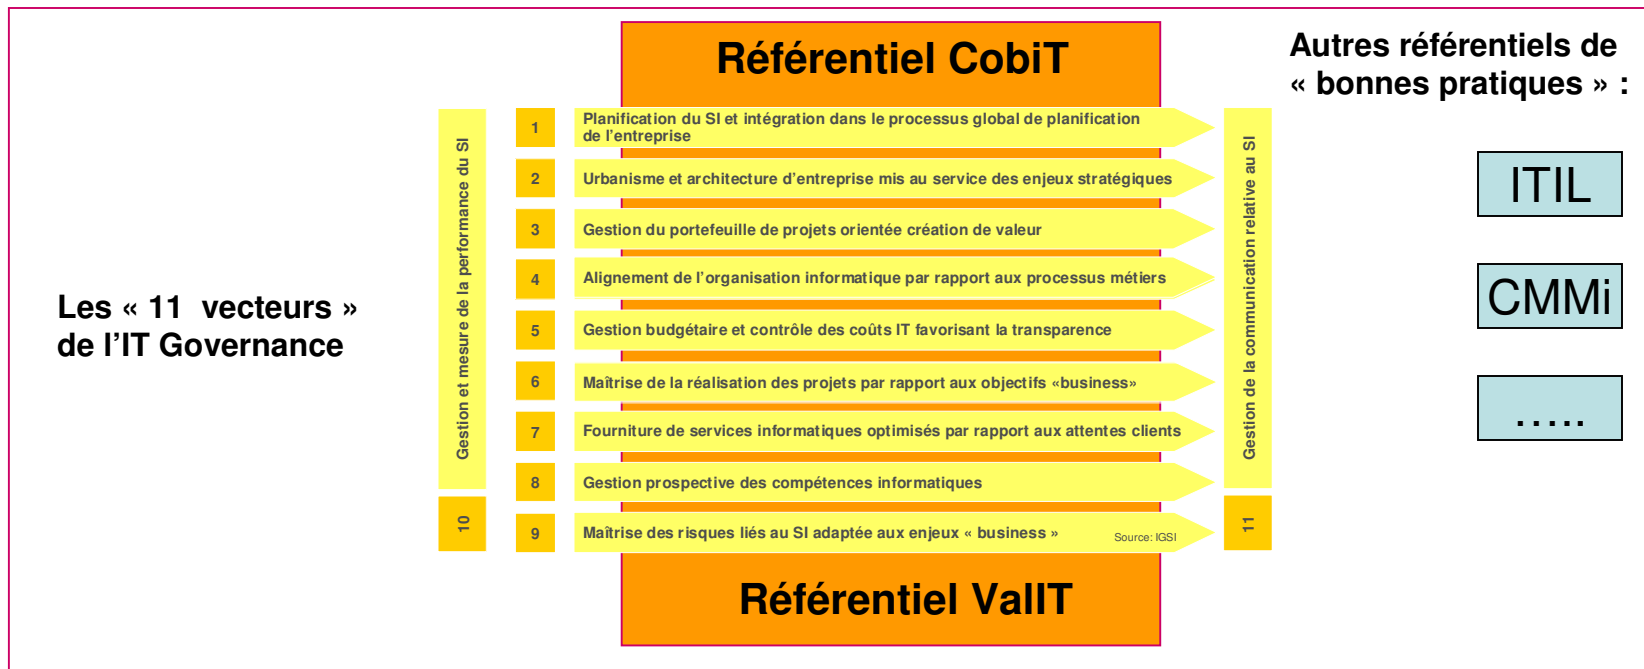 Référentiel CobiT
Autres référentiels de
« bonnes pratiques » :
Les « 11 vecteurs »
de l’IT Governance
Gestion et mesure de la performance du SI
10
1
Planification du SI et intégration dans le processus global de planification
de l’entreprise
2
Urbanisme et architecture d’entreprise mis au service des enjeux stratégiques
3
Gestion du portefeuille de projets orientée création de valeur
4
Alignement de l’organisation informatique par rapport aux processus métiers
5
Gestion budgétaire et contrôle des coûts IT favorisant la transparence
6
Maîtrise de la réalisation des projets par rapport aux objectifs «business»
7
Fourniture de services informatiques optimisés par rapport aux attentes clients
8
Gestion prospective des compétences informatiques
9
Maîtrise des risques liés au SI adaptée aux enjeux « business »
Source: IGSI
Gestion de la communication relative au SI
11
ITIL
CMMi
…..
Référentiel ValIT